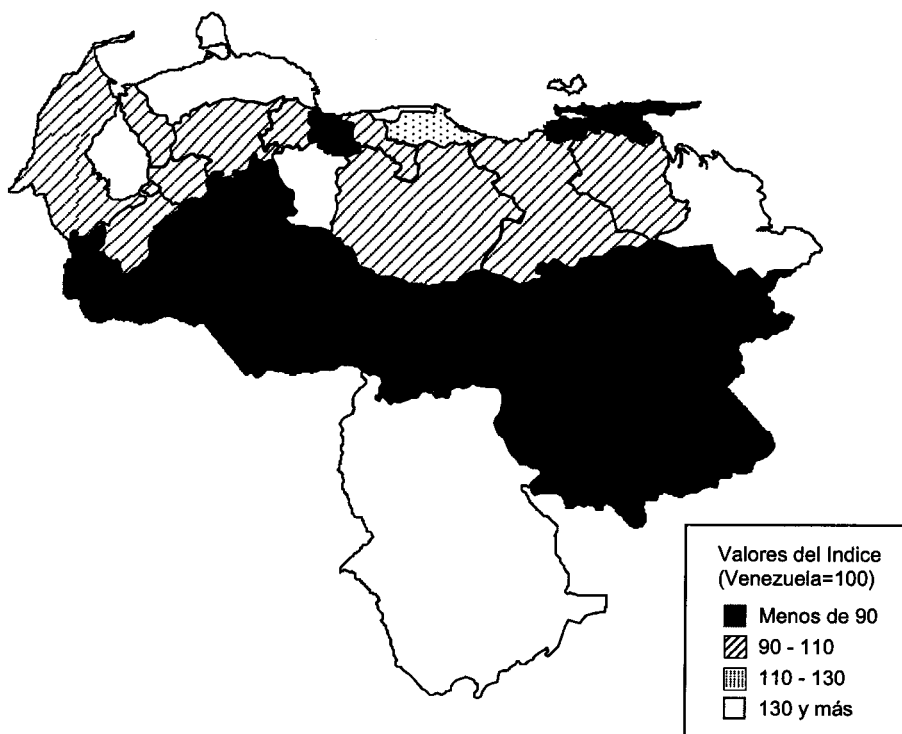 Valores del Indice
(Venezuela=100)
Menos de 90
90 - 110
110 - 130
130 y más